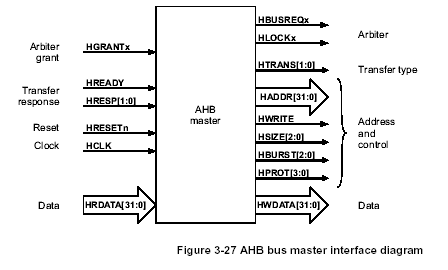 HBUSREQx
HLOCKx
Arbiter
Arbiter
grant
HGRANTx
HTRANS[1:0]
Transfer type
Transfer
response
HREADY
HRESP[1:0]
AHB
master
HADDR[31:0]
HWRITE
HSIZE[2:0]
HBURST[2:0]
HPROT[3:0]
Address
and
control
Reset
HRESETn
Clock
HCLK
Data
HRDATA[31:0]
HWDATA[31:0]
Data
Figure 3-27 AHB bus master interface diagram